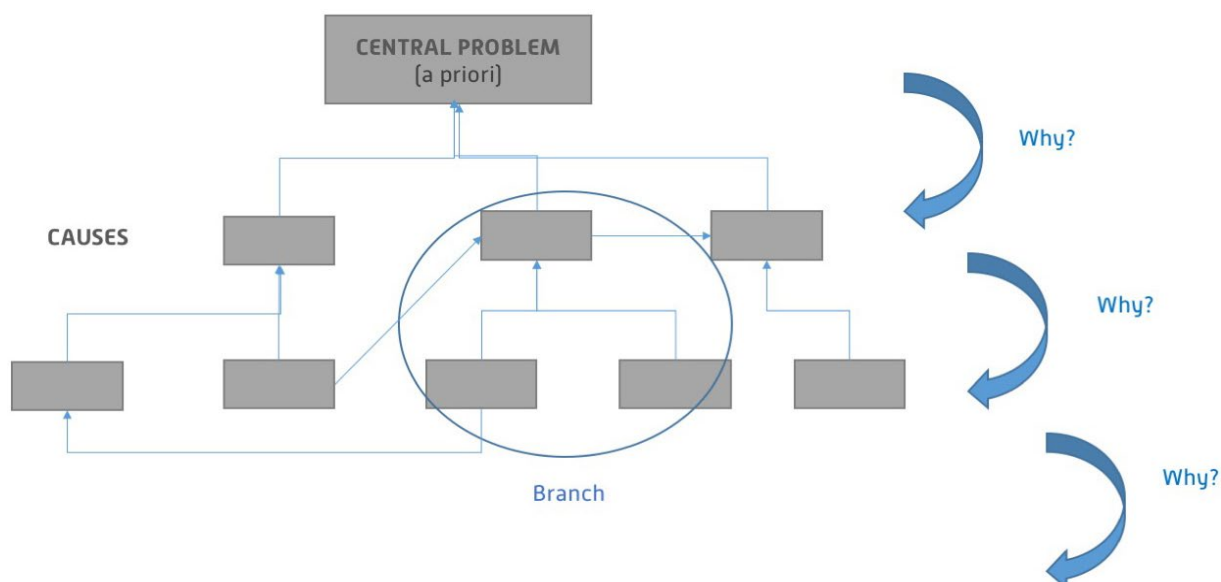 CENTRAL PROBLEM
(a priori)
Why?
CAUSES
Why?
Why?
Branch